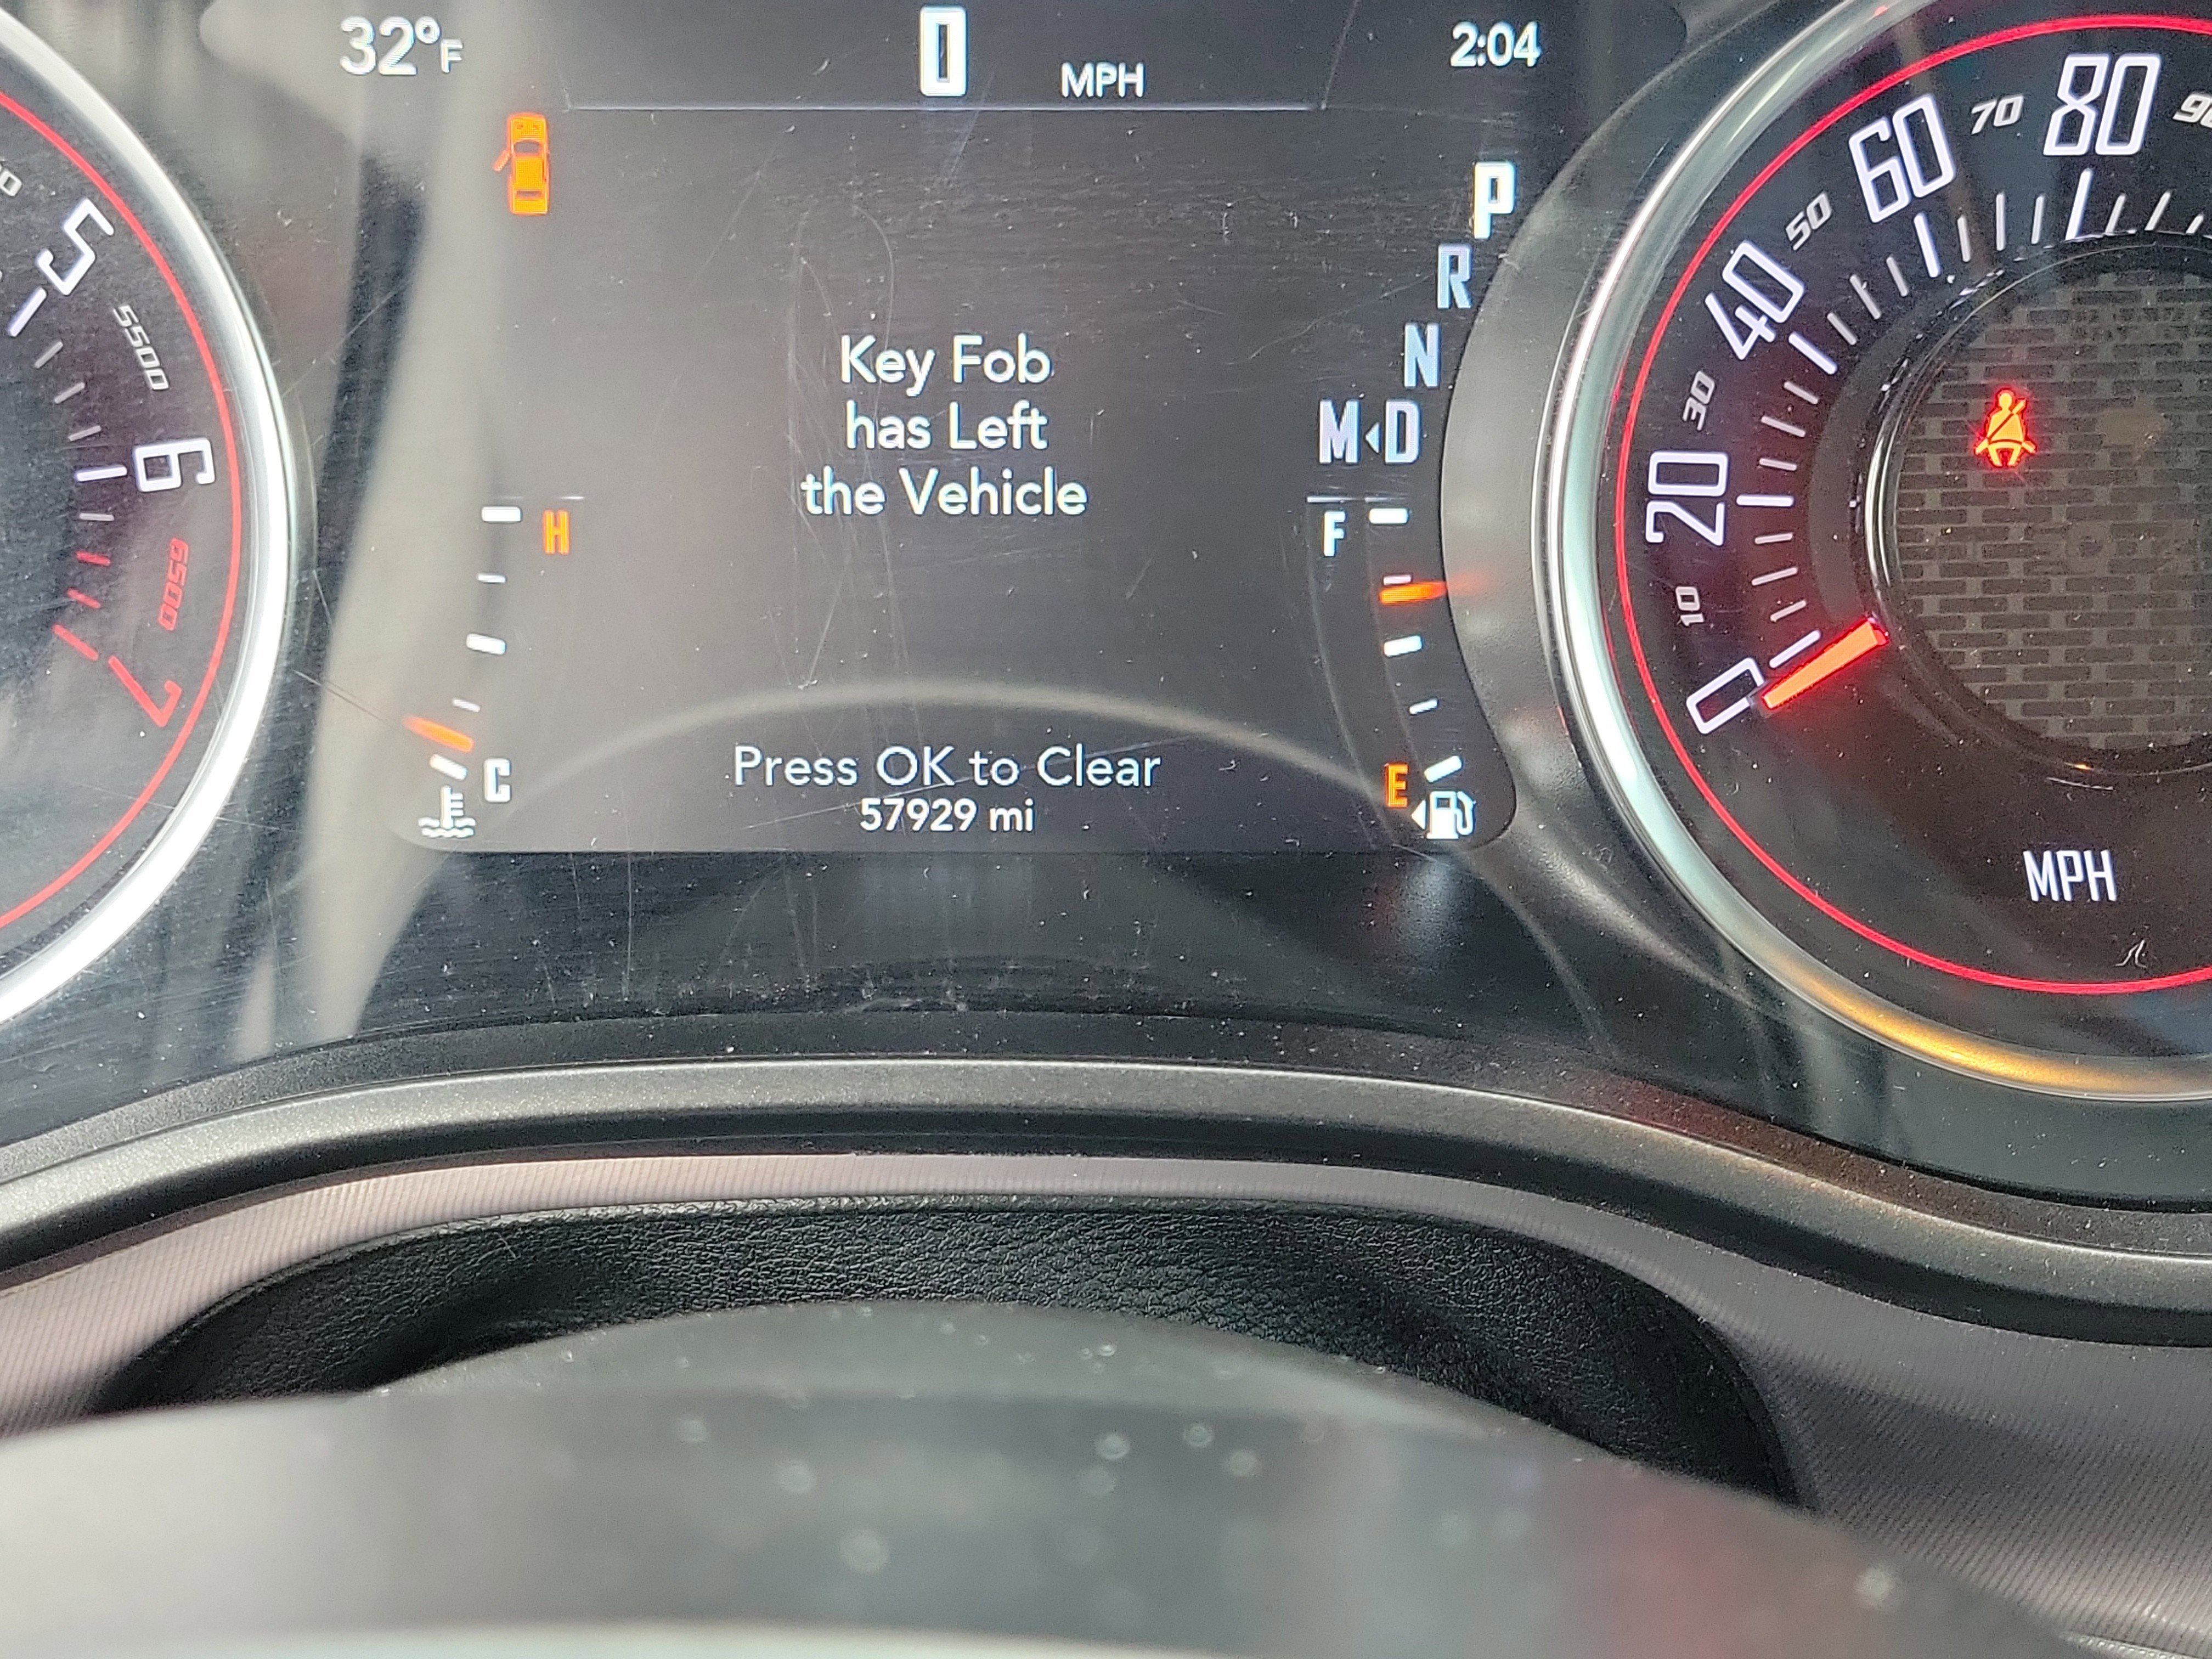 32°F
0 MPH
2:04
P
R
N
M D
Key Fob
has Left
the Vehicle
H
C
F
E
Press OK to Clear
57929 mi
5
5500
6
6500
7
0
10
20
30
40
50
60
70
80
MPH